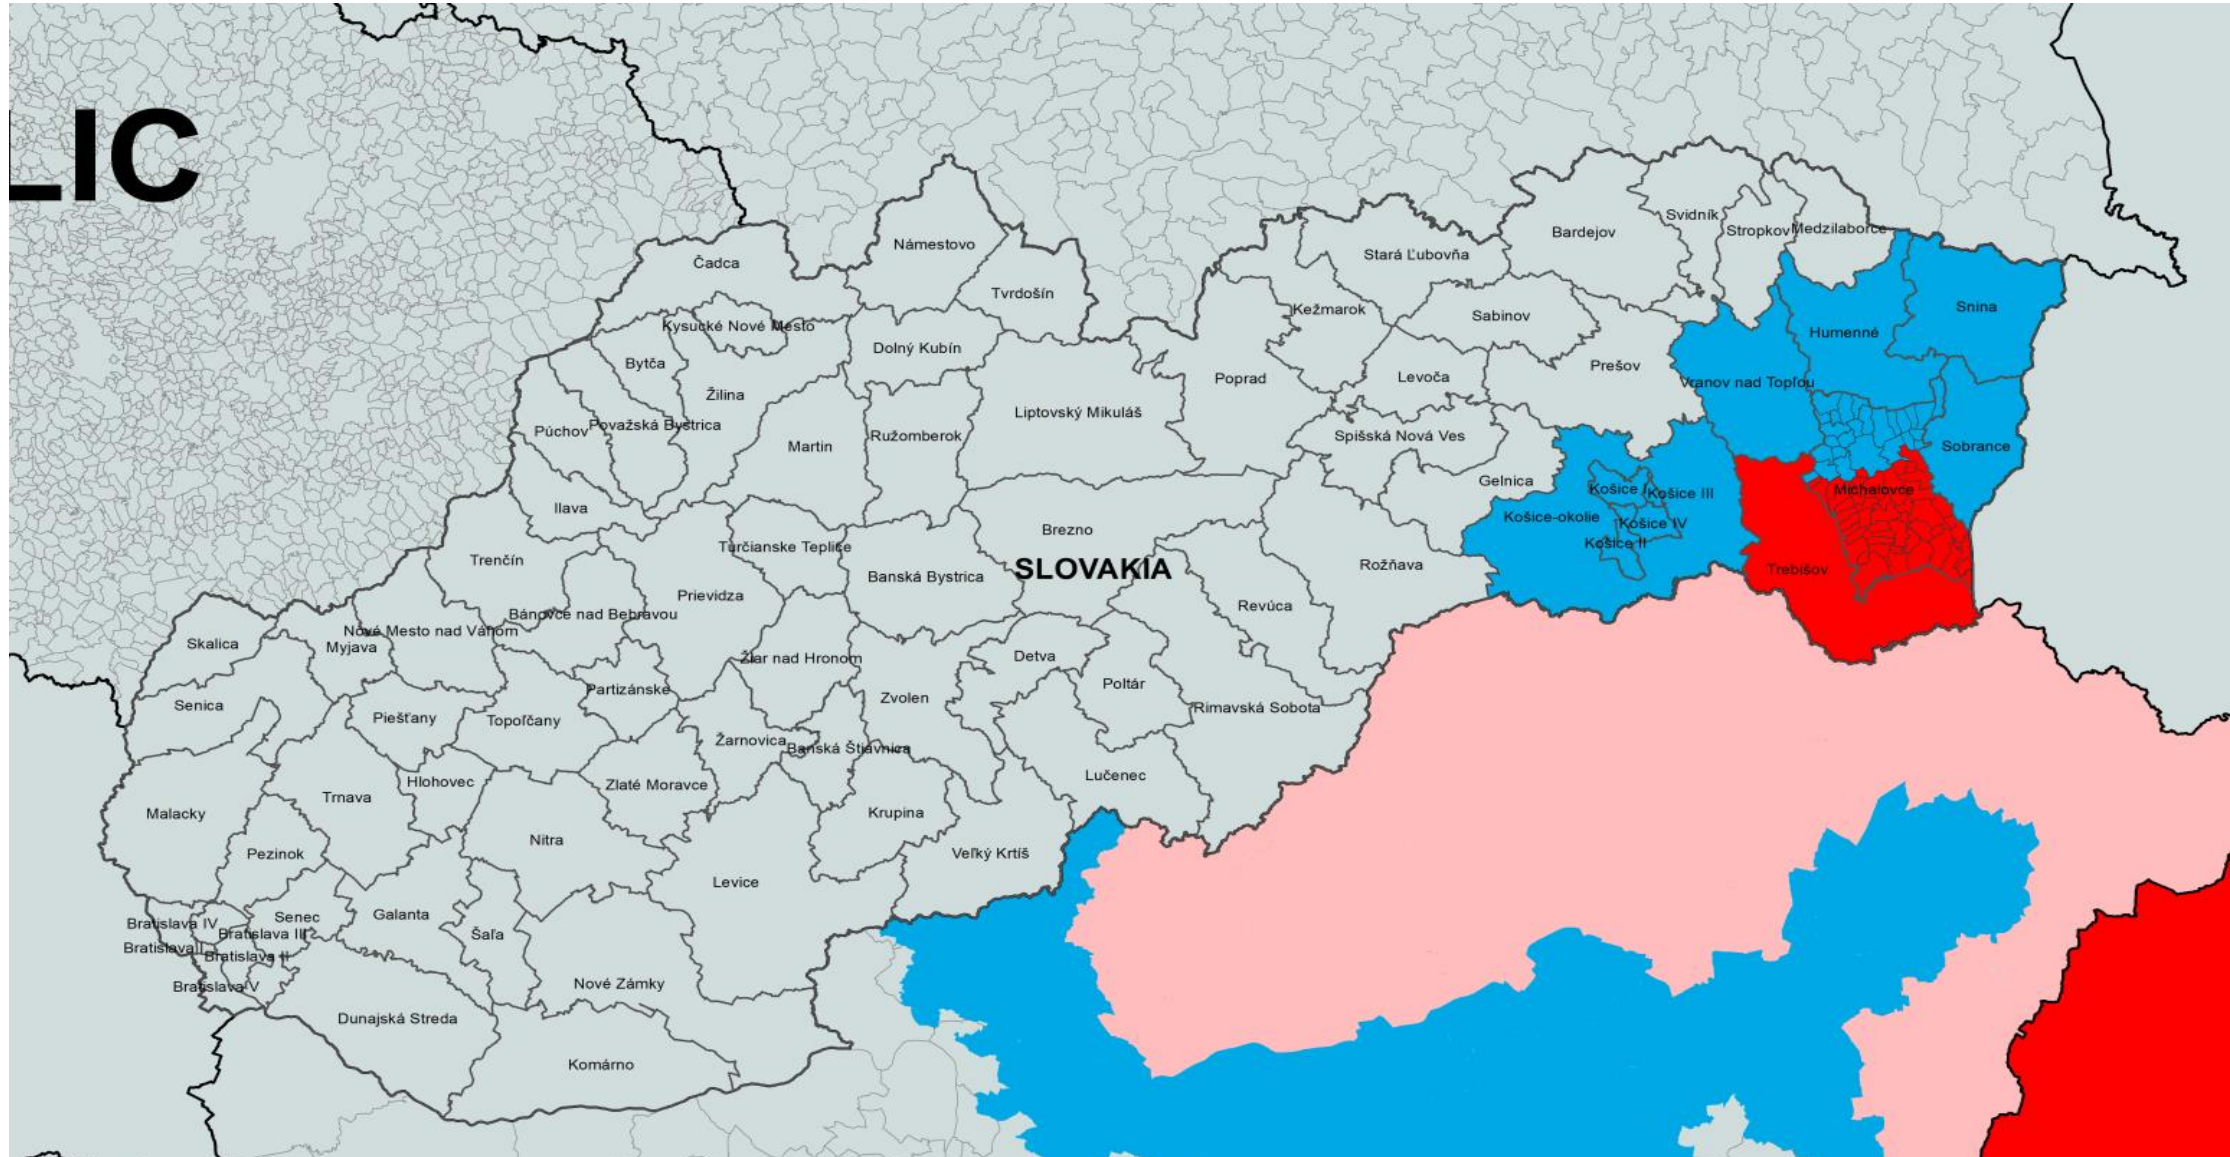 LIC
Námestovo
Čadca
Tvrdošín
Kysucké Nové Mesto
Bytča
Dolný Kubín
Žilina
Púchov
Považská Bystrica
Martin
Ružomberok
Liptovský Mikuláš
Ilava
Trenčín
Turčianske Teplice
Brezno
Banská Bystrica
SLOVAKIA
Bardejov
Svidník
Stropkov
Medzilaborce
Stará Ľubovňa
Kežmarok
Sabinov
Snina
Humenné
Poprad
Levoča
Prešov
Vranov nad Topľou
Spišská Nová Ves
Sobrance
Gelnica
Košice I
Košice III
Michalovce
Košice-okolie
Košice IV
Košice II
Rožňava
Trebišov
Prievidza
Bánovce nad Bebravou
Revúca
Nové Mesto nad Váhom
Skalica
Myjava
Žiar nad Hronom
Detva
Partizánske
Poltár
Senica
Zvolen
Rimavská Sobota
Piešťany
Topoľčany
Žarnovica
Banská Štiavnica
Lučenec
Hlohovec
Zlaté Moravce
Trnava
Malacky
Krupina
Nitra
Pezinok
Veľký Krtíš
Levice
Bratislava IV
Senec
Galanta
Bratislava III
Šaľa
Bratislava I
Bratislava II
Bratislava V
Nové Zámky
Dunajská Streda
Komárno